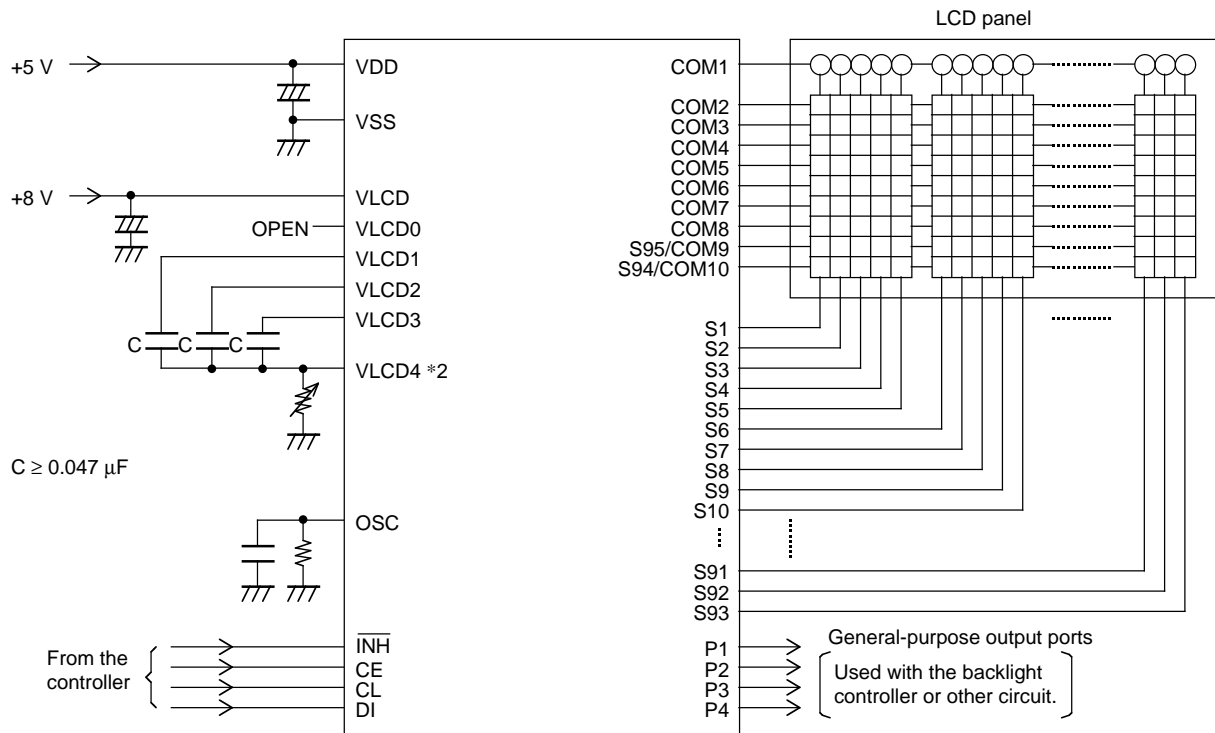 LCD panel
+5 V
VDD
VSS
+8 V
VLCD
OPEN
VLCD0
VLCD1
VLCD2
VLCD3
C
C
C
VLCD4 *2
C ≥ 0.047 μF
OSC
From the
controller
INH
CE
CL
DI
COM1
COM2
COM3
COM4
COM5
COM6
COM7
COM8
S95/COM9
S94/COM10
S1
S2
S3
S4
S5
S6
S7
S8
S9
S10
S91
S92
S93
P1
P2
P3
P4
General-purpose output ports
Used with the backlight
controller or other circuit.